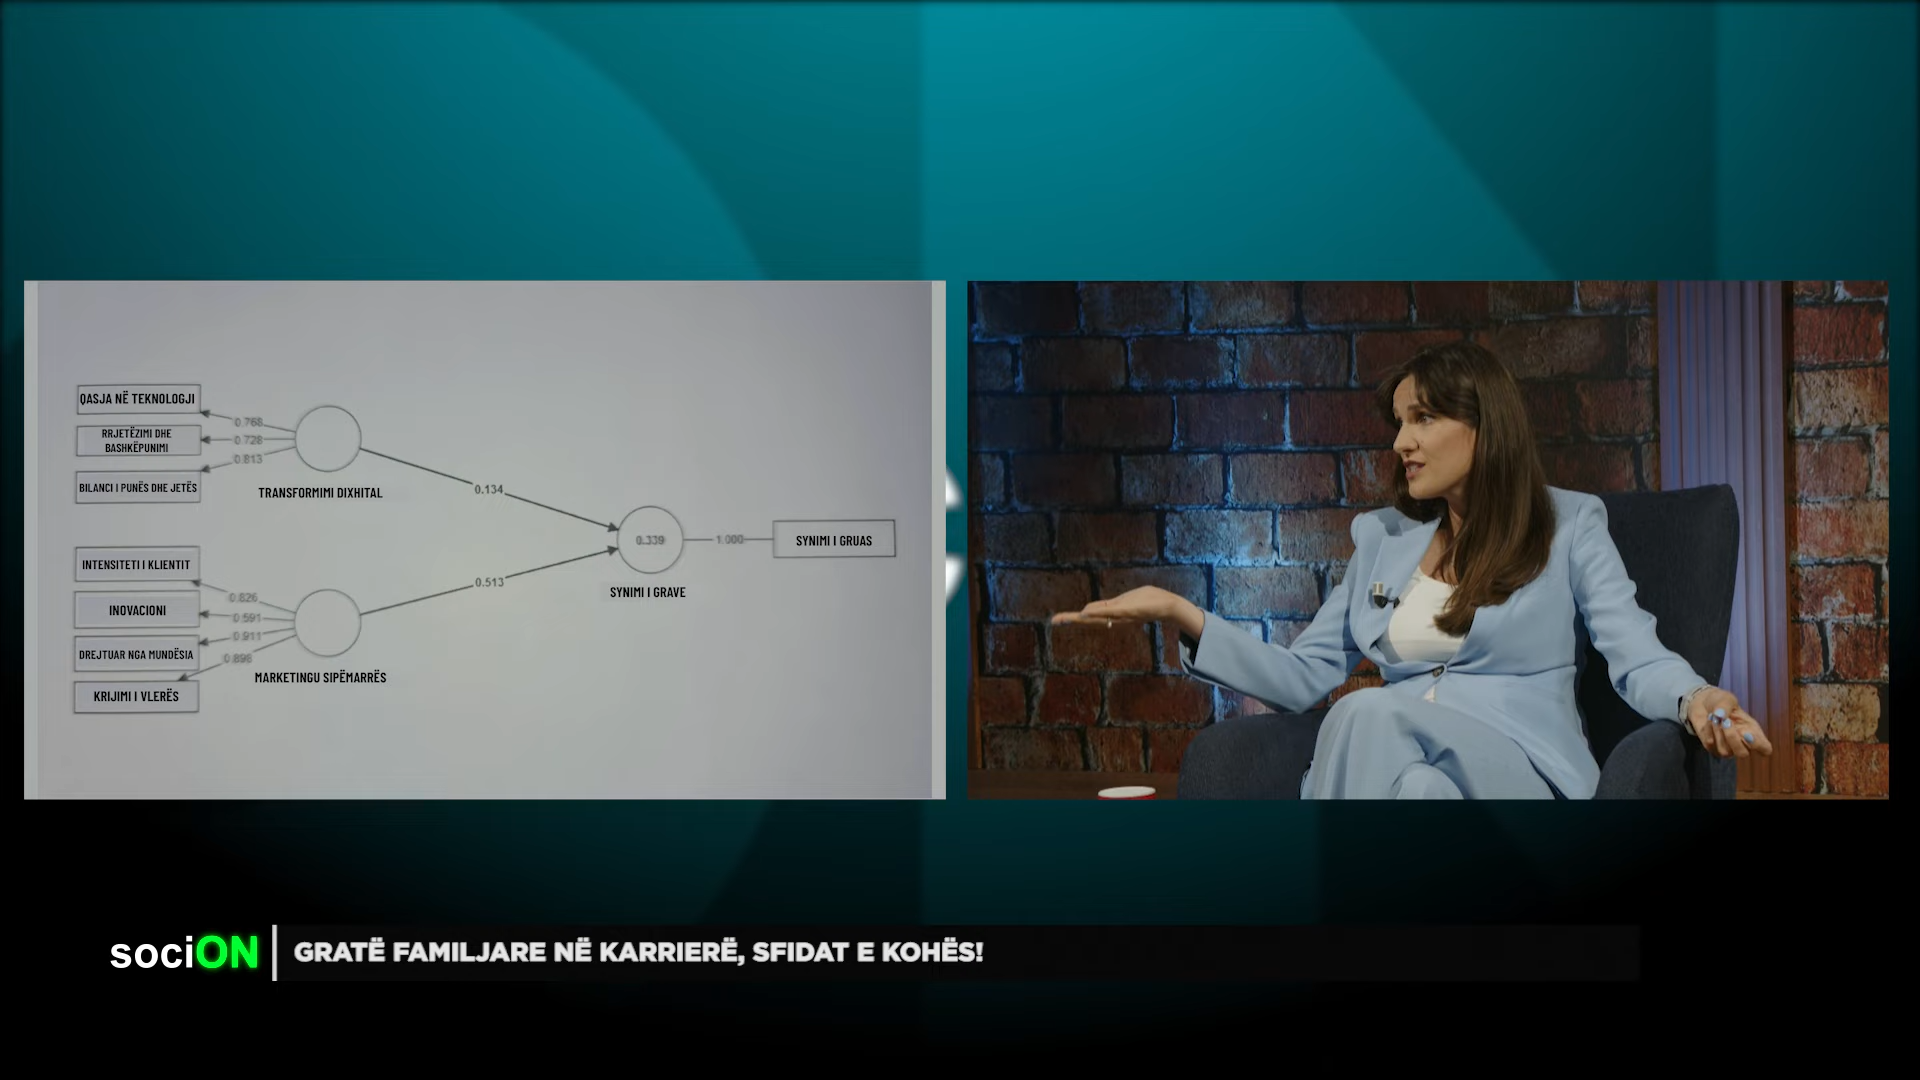 QASJA NË TEKNOLOGJI
0.768
RRJETËZIMI DHE
BASHKËPUNIMI
0.728
0.813
BILANCI I PUNËS DHE JETËS
TRANSFORMIMI DIXHITAL
0.134
0.339
1.000
SYNIMI I GRUAS
SYNIMI I GRAVE
0.513
INTENSITETI I KLIENTIT
0.826
INOVACIONI
0.591
0.911
DREJTUAR NGA MUNDËSIA
0.896
KRIJIMI I VLERËS
MARKETINGU SIPËMARRËS
sociON
GRATË FAMILJARE NË KARRIERË, SFIDAT E KOHËS!